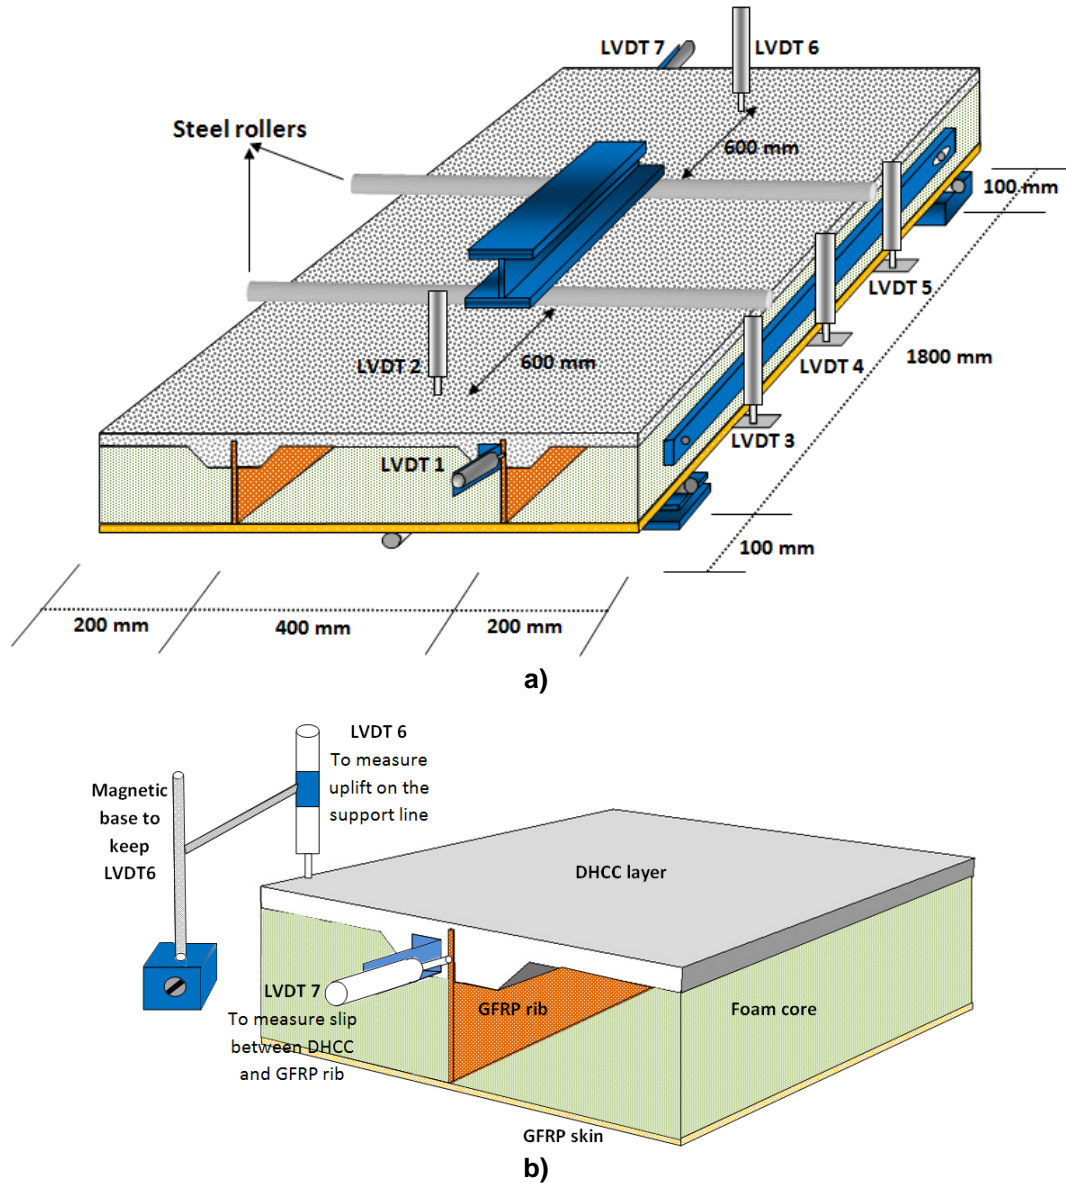 LVDT 7
LVDT 6
Steel rollers
600 mm
100 mm
LVDT 5
1800 mm
LVDT 2
600 mm
LVDT 4
LVDT 3
LVDT 1
100 mm
200 mm
400 mm
200 mm
a)
LVDT 6
To measure
uplift on the
support line
Magnetic
base to
keep
LVDT6
DHCC layer
LVDT 7
To measure slip
between DHCC
and GFRP rib
GFRP rib
Foam core
GFRP skin
b)